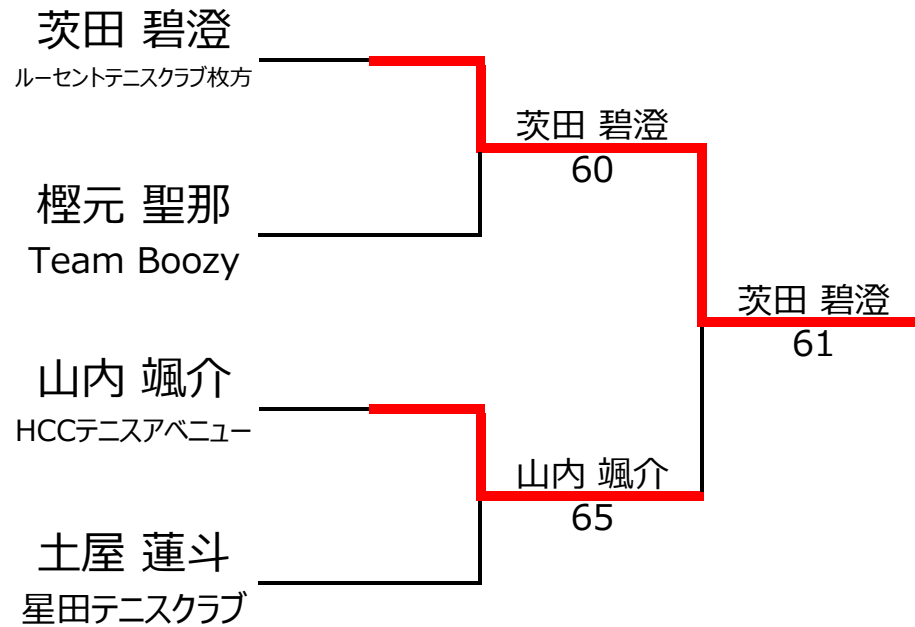 茨田 碧澄
ルーセントテニスクラブ枚方
樫元 聖那
Team Boozy
山内 颯介
HCCテニスアベニュー
土屋 蓮斗
星田テニスクラブ
茨田 碧澄
60
山内 颯介
65
茨田 碧澄
61